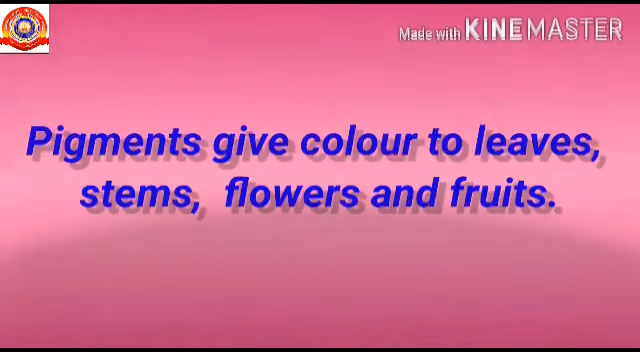 Made with KINEMASTER
Pigments give colour to leaves,
stems, flowers and fruits.